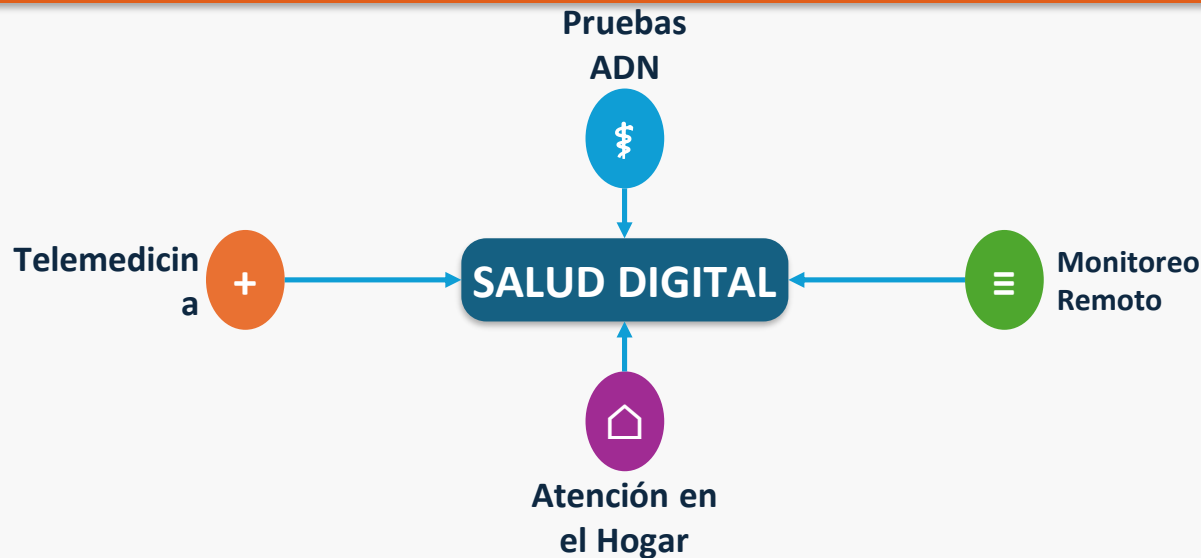 Pruebas
ADN
Telemedicin
a
SALUD DIGITAL
Monitoreo
Remoto
Atención en
el Hogar